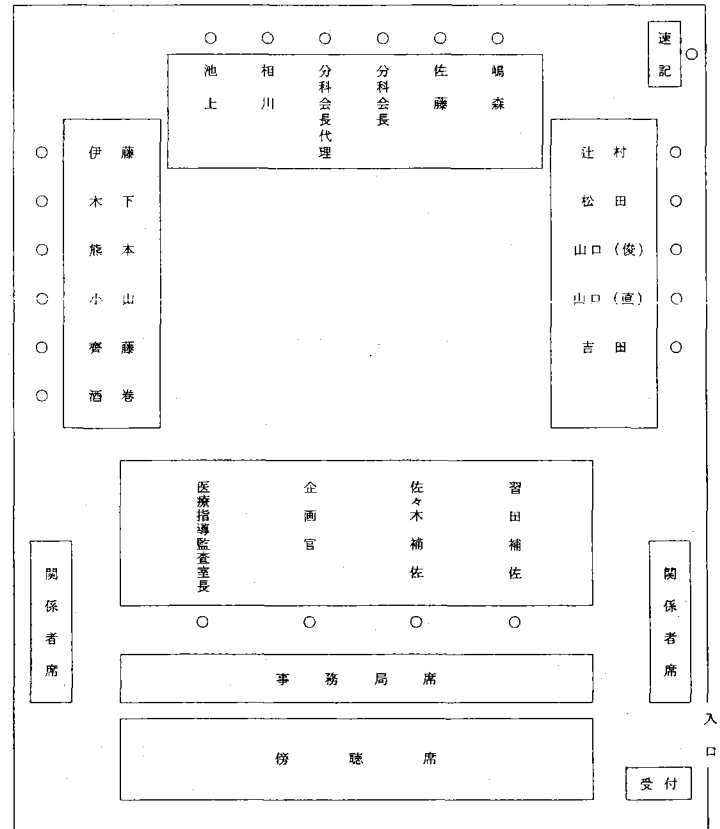 速記
池上
相川
分科会長代理
分科会長
佐藤
嶋森
伊藤
木下
熊本
小山
齊藤
酒巻
辻村
松田
山口(俊)
山口(直)
吉田
医療指導監査室長
企画官
佐々木補佐
習田補佐
関係者席
関係者席
事務局席
傍聴席
入口
受付